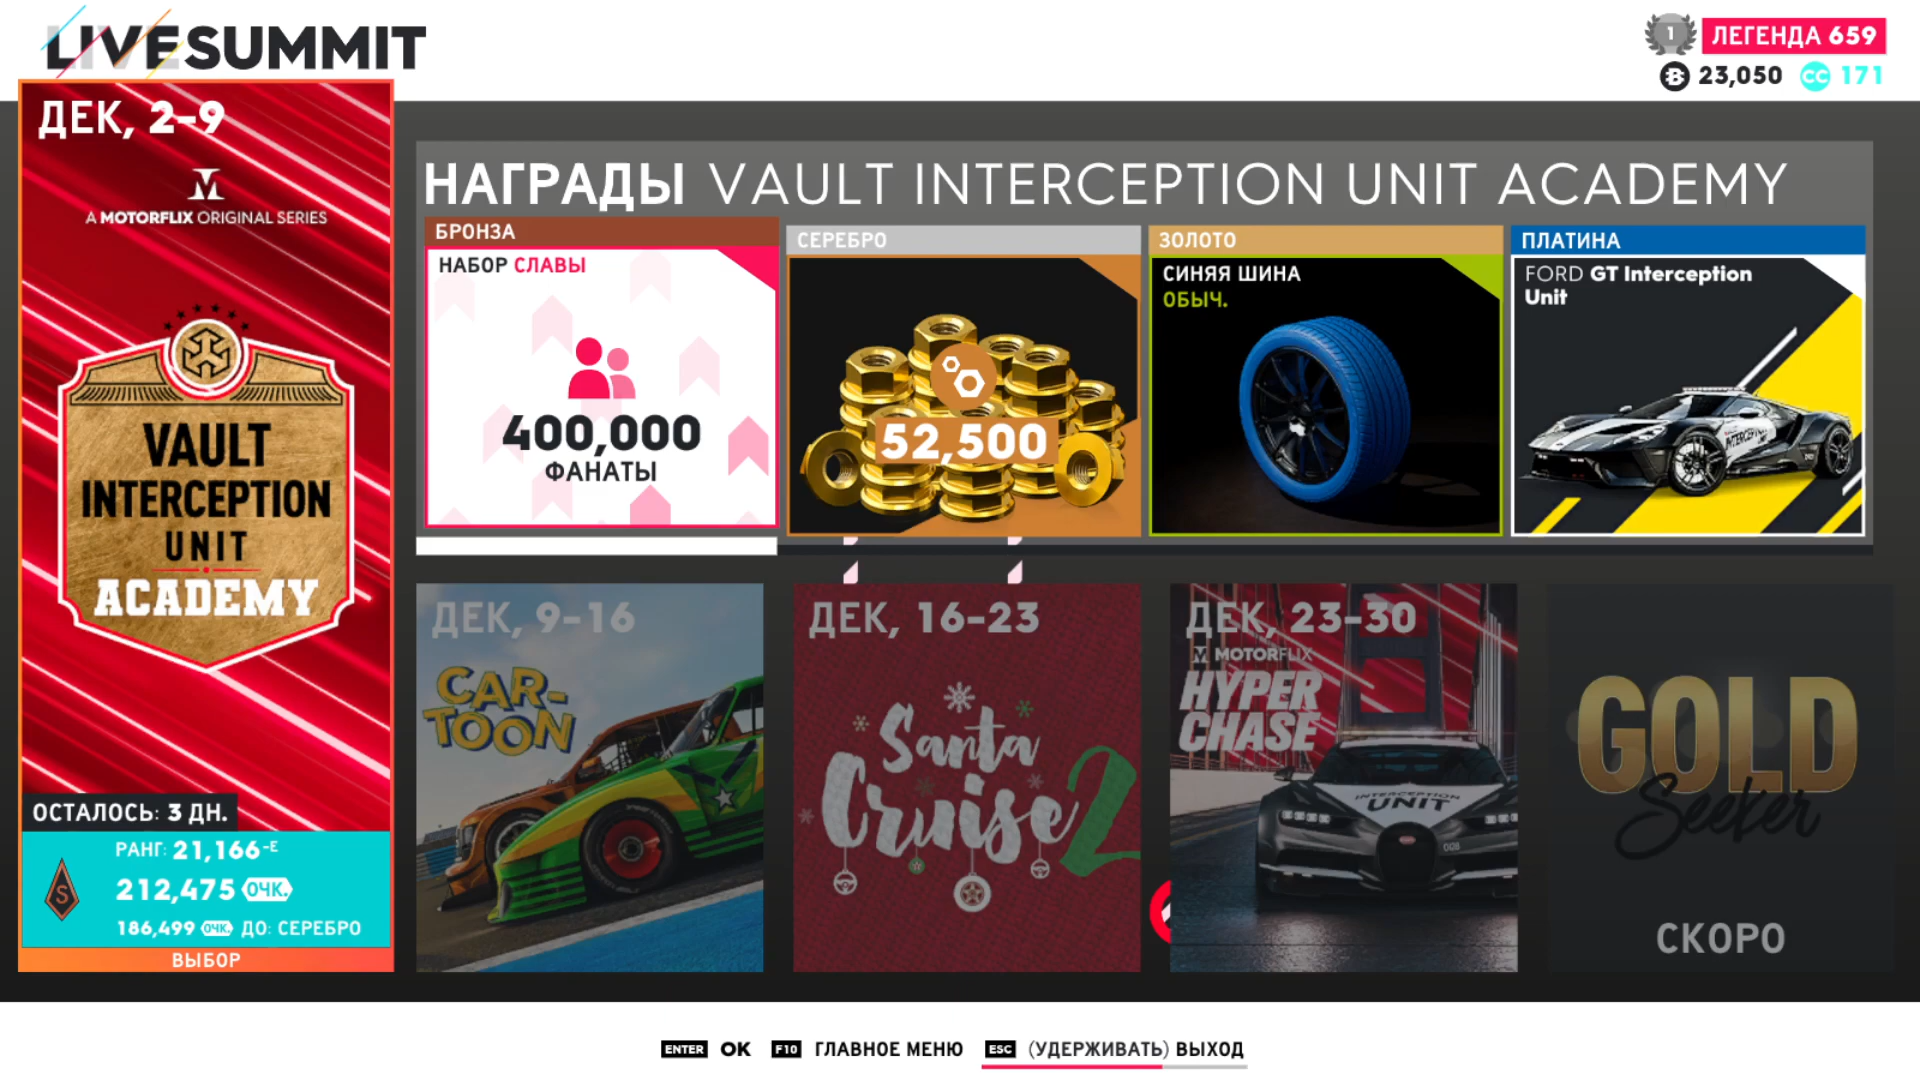 LIVESUMMIT
1
ЛЕГЕНДА 659
23,050 CC 171
ДЕК, 2-9
A MOTORFLIX ORIGINAL SERIES
VAULT
INTERCEPTION
UNIT
ACADEMY
ОСТАЛОСЬ: 3 ДН.
S
РАНГ: 21,166-E
212,475 ОЧК.
186,499 ОЧК. ДО: СЕРЕБРО
ВЫБОР
НАГРАДЫ VAULT INTERCEPTION UNIT ACADEMY
БРОНЗА
НАБОР СЛАВЫ
400,000
ФАНАТЫ
СЕРЕБРО
52,500
ЗОЛОТО
СИНЯЯ ШИНА
ОБЫЧ.
ПЛАТИНА
FORD GT Interception
Unit
ДЕК, 9-16
CAR-
TOON
ДЕК, 16-23
Santa
Cruise 2
ДЕК, 23-30
MOTORFLIX
HYPER
CHASE
INTERCEPTION
UNIT
GOLD
Seeker
СКОРО
ENTER OK F10 ГЛАВНОЕ МЕНЮ ESC (УДЕРЖИВАТЬ) ВЫХОД